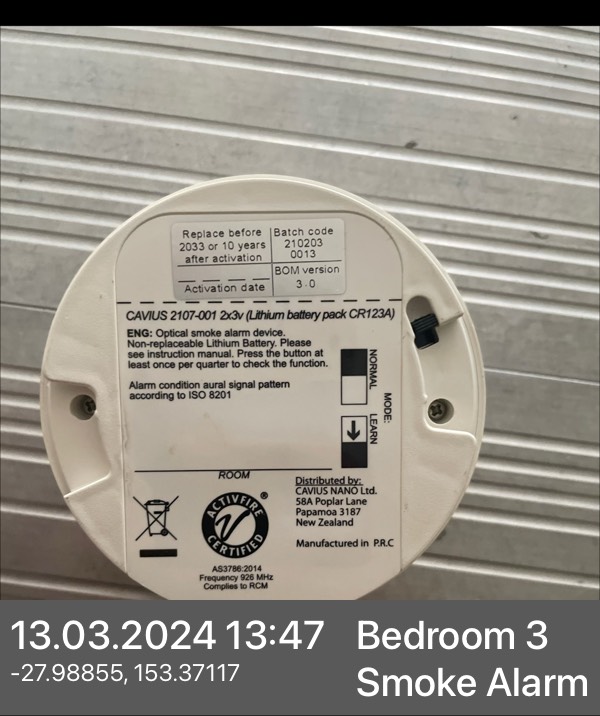 Replace before
2033 or 10 years
after activation
Activation date
Batch code
210203
0013
BOM version
3.0
CAVIUS 2107-001 2x3v (Lithium battery pack CR123A)
ENG: Optical smoke alarm device.
Non-replaceable Lithium Battery. Please
see instruction manual. Press the button at
least once per quarter to check the function.
Alarm condition aural signal pattern
according to ISO 8201
NORMAL
MODE:
LEARN
ROOM
ACTIVFIRE ®
CERTIFIED
AS3786:2014
Frequency 926 MHz
Complies to RCM
Distributed by:
CAVIUS NANO Ltd.
58A Poplar Lane
Papamoa 3187
New Zealand
Manufactured in P.R.C
13.03.2024 13:47
-27.98855, 153.37117
Bedroom 3
Smoke Alarm